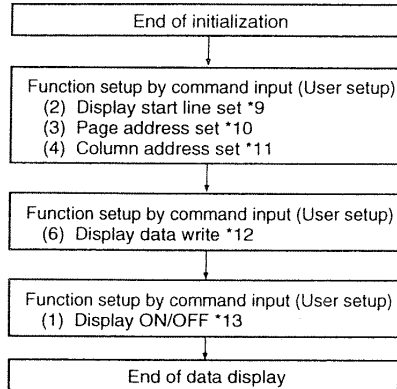 End of initialization
Function setup by command input (User setup)
(2) Display start line set *9
(3) Page address set *10
(4) Column address set *11
Function setup by command input (User setup)
(6) Display data write *12
Function setup by command input (User setup)
(1) Display ON/OFF *13
End of data display